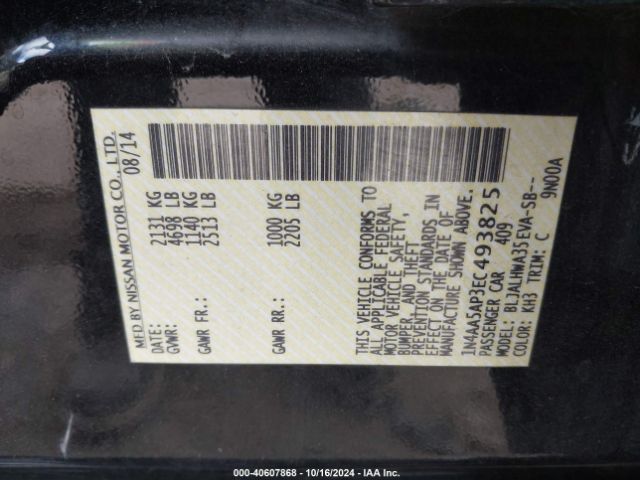 MFD BY NISSAN MOTOR CO., LTD.
DATE: 08/14
GVWR: 2131 KG
4698 LB
GAWR FR.: 1140 KG
2513 LB
GAWR RR.: 1000 KG
2205 LB
THIS VEHICLE CONFORMS TO
ALL APPLICABLE FEDERAL
MOTOR VEHICLE SAFETY,
BUMPER, AND THEFT
PREVENTION STANDARDS IN
EFFECT ON THE DATE OF
MANUFACTURE SHOWN ABOVE.
1N4AA5AP3EC493825
PASSENGER CAR 409
MODEL: BLJALHWA35EVA-SB--
COLOR: KH3 TRIM: C 9N00A
00-40607868 - 10/16/2024 - IAA Inc.